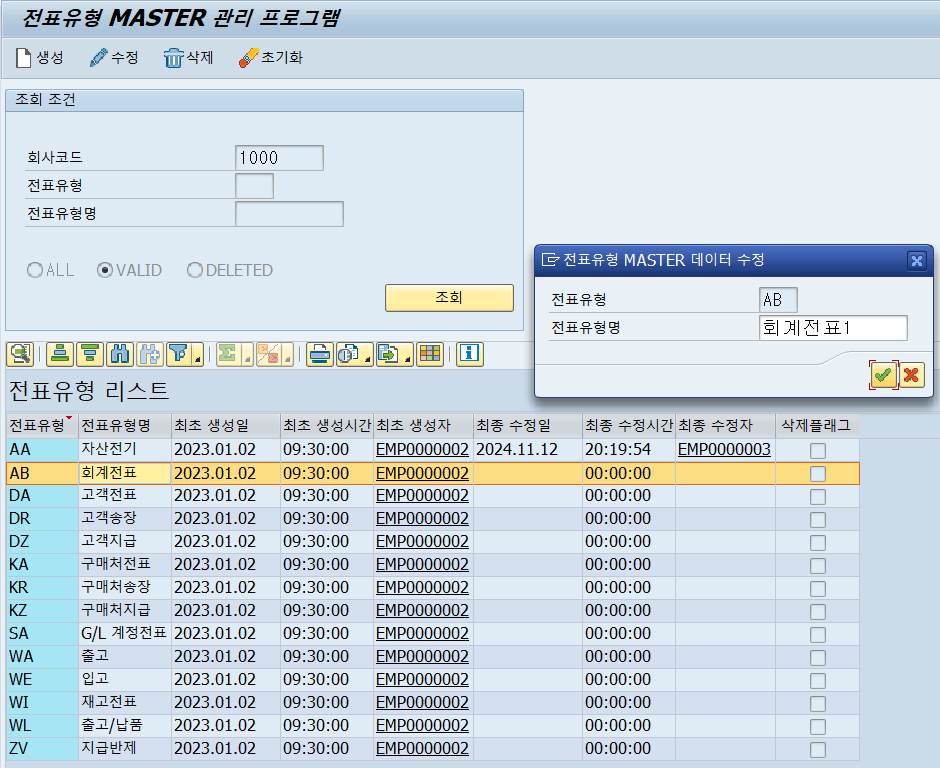 전표유형 MASTER 관리 프로그램
생성 수정 삭제 초기화
조회 조건
회사코드 1000
전표유형
전표유형명
ALL VALID DELETED
조회
전표유형 MASTER 데이터 수정
전표유형 AB
전표유형명 회계전표1
전표유형 리스트
전표유형 전표유형명 최초 생성일 최초 생성시간 최초 생성자 최종 수정일 최종 수정시간 최종 수정자 삭제플래그
AA 자산전기 2023.01.02 09:30:00 EMP0000002 2024.11.12 20:19:54 EMP0000003
AB 회계전표 2023.01.02 09:30:00 EMP0000002 00:00:00
DA 고객전표 2023.01.02 09:30:00 EMP0000002 00:00:00
DR 고객송장 2023.01.02 09:30:00 EMP0000002 00:00:00
DZ 고객지급 2023.01.02 09:30:00 EMP0000002 00:00:00
KA 구매처전표 2023.01.02 09:30:00 EMP0000002 00:00:00
KR 구매처송장 2023.01.02 09:30:00 EMP0000002 00:00:00
KZ 구매처지급 2023.01.02 09:30:00 EMP0000002 00:00:00
SA G/L 계정전표 2023.01.02 09:30:00 EMP0000002 00:00:00
WA 출고 2023.01.02 09:30:00 EMP0000002 00:00:00
WE 입고 2023.01.02 09:30:00 EMP0000002 00:00:00
WI 재고전표 2023.01.02 09:30:00 EMP0000002 00:00:00
WL 출고/납품 2023.01.02 09:30:00 EMP0000002 00:00:00
ZV 지급반제 2023.01.02 09:30:00 EMP0000002 00:00:00